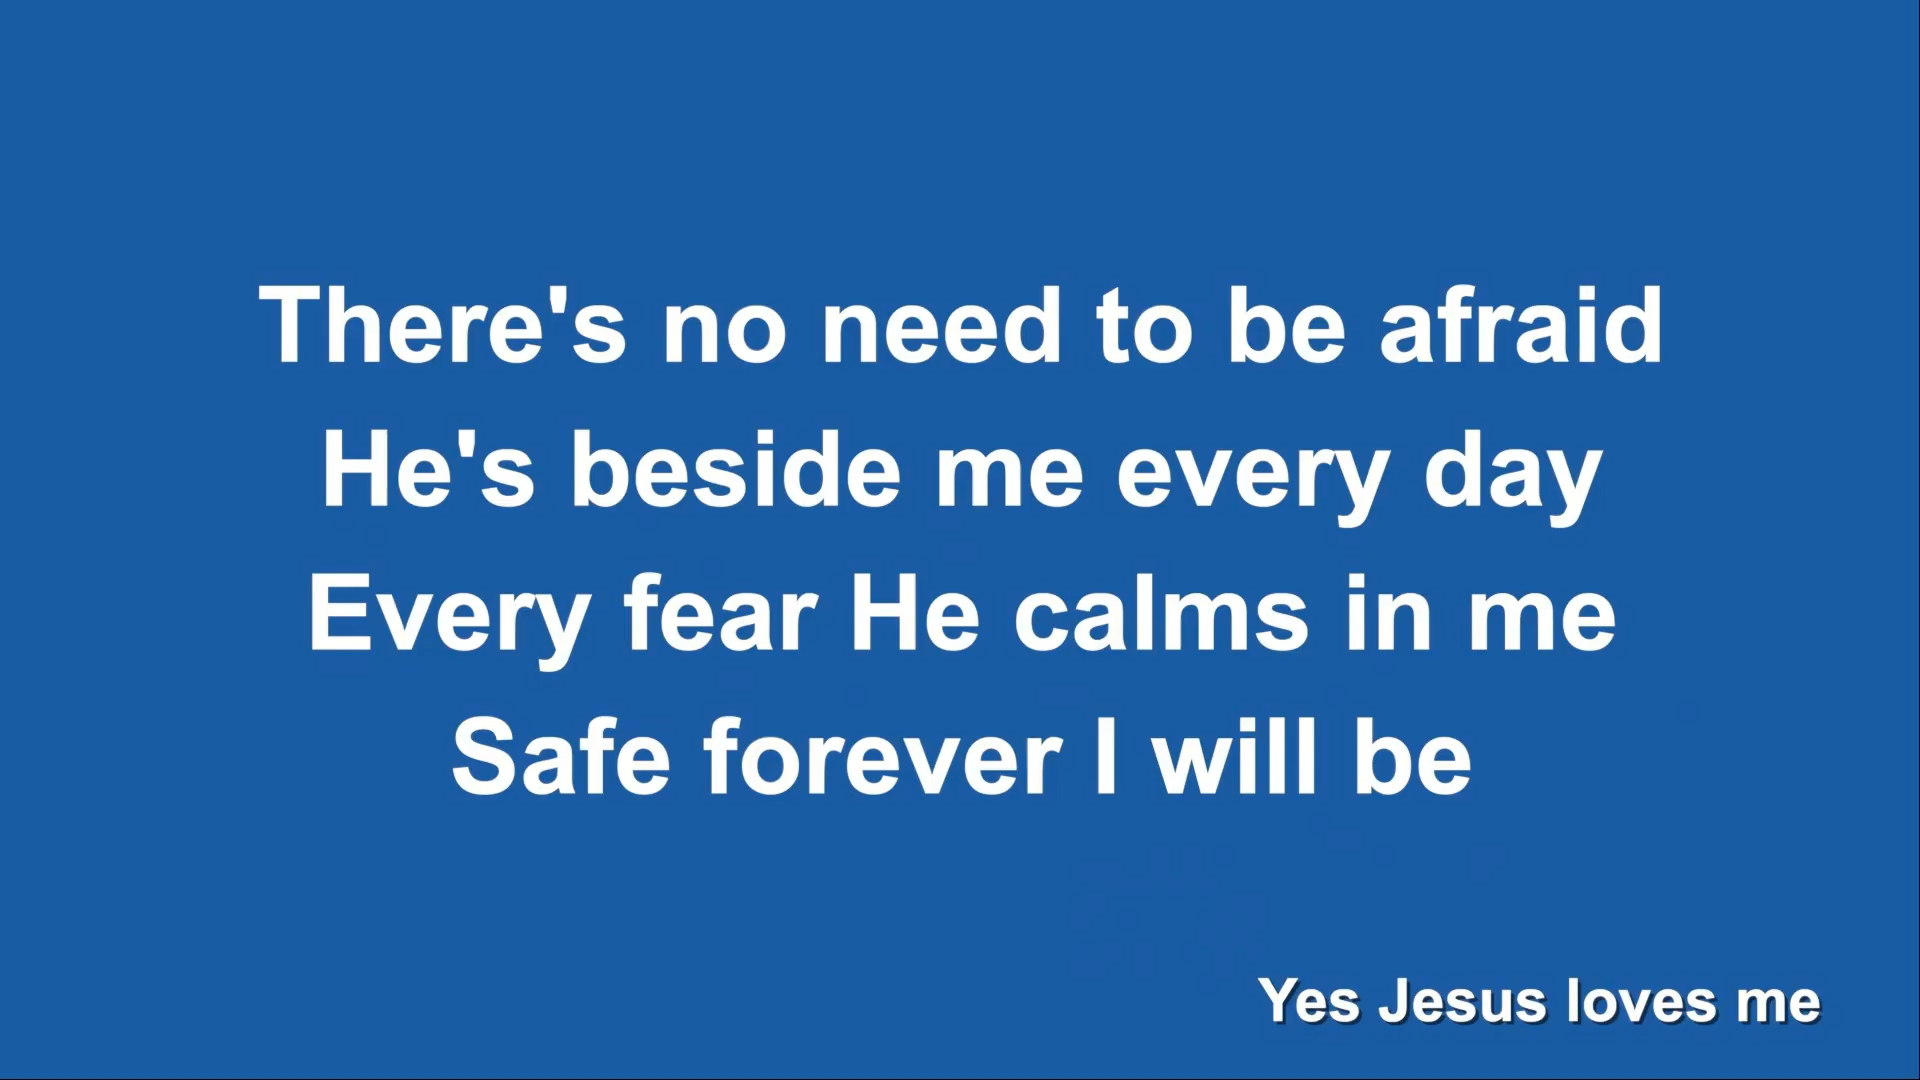 There's no need to be afraid
He's beside me every day
Every fear He calms in me
Safe forever I will be
Yes Jesus loves me